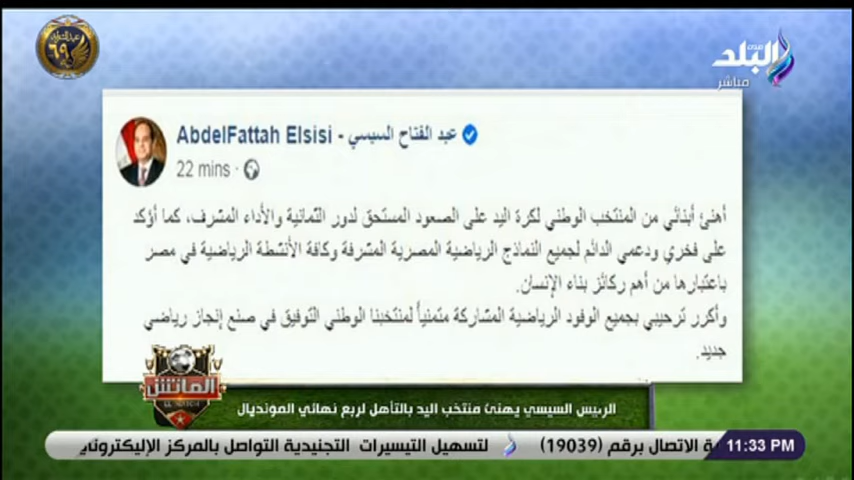 عيد الشرطة
٦٩
صدى
البلد
مباشر
AbdelFattah Elsisi - عبد الفتاح السيسي
22 mins ·
أهنئ أبنائي من المنتخب الوطني لكرة اليد على الصعود المستحق لدور الثمانية والأداء المشرف، كما أؤكد
على فخري ودعمي الدائم لجميع النماذج الرياضية المصرية المشرفة وكافة الأنشطة الرياضية في مصر
باعتبارها من أهم ركائز بناء الإنسان.
وأكرر ترحيبي بجميع الوفود الرياضية المشاركة متمنياً لمنتخبنا الوطني التوفيق في صنع إنجاز رياضي
جديد.
الماتش
الرئيس السيسي يهنئ منتخب اليد بالتأهل لربع نهائي المونديال
الاتصال برقم (19039) لتسهيل التيسيرات التجنيدية التواصل بالمركز الإليكتروني
11:33 PM